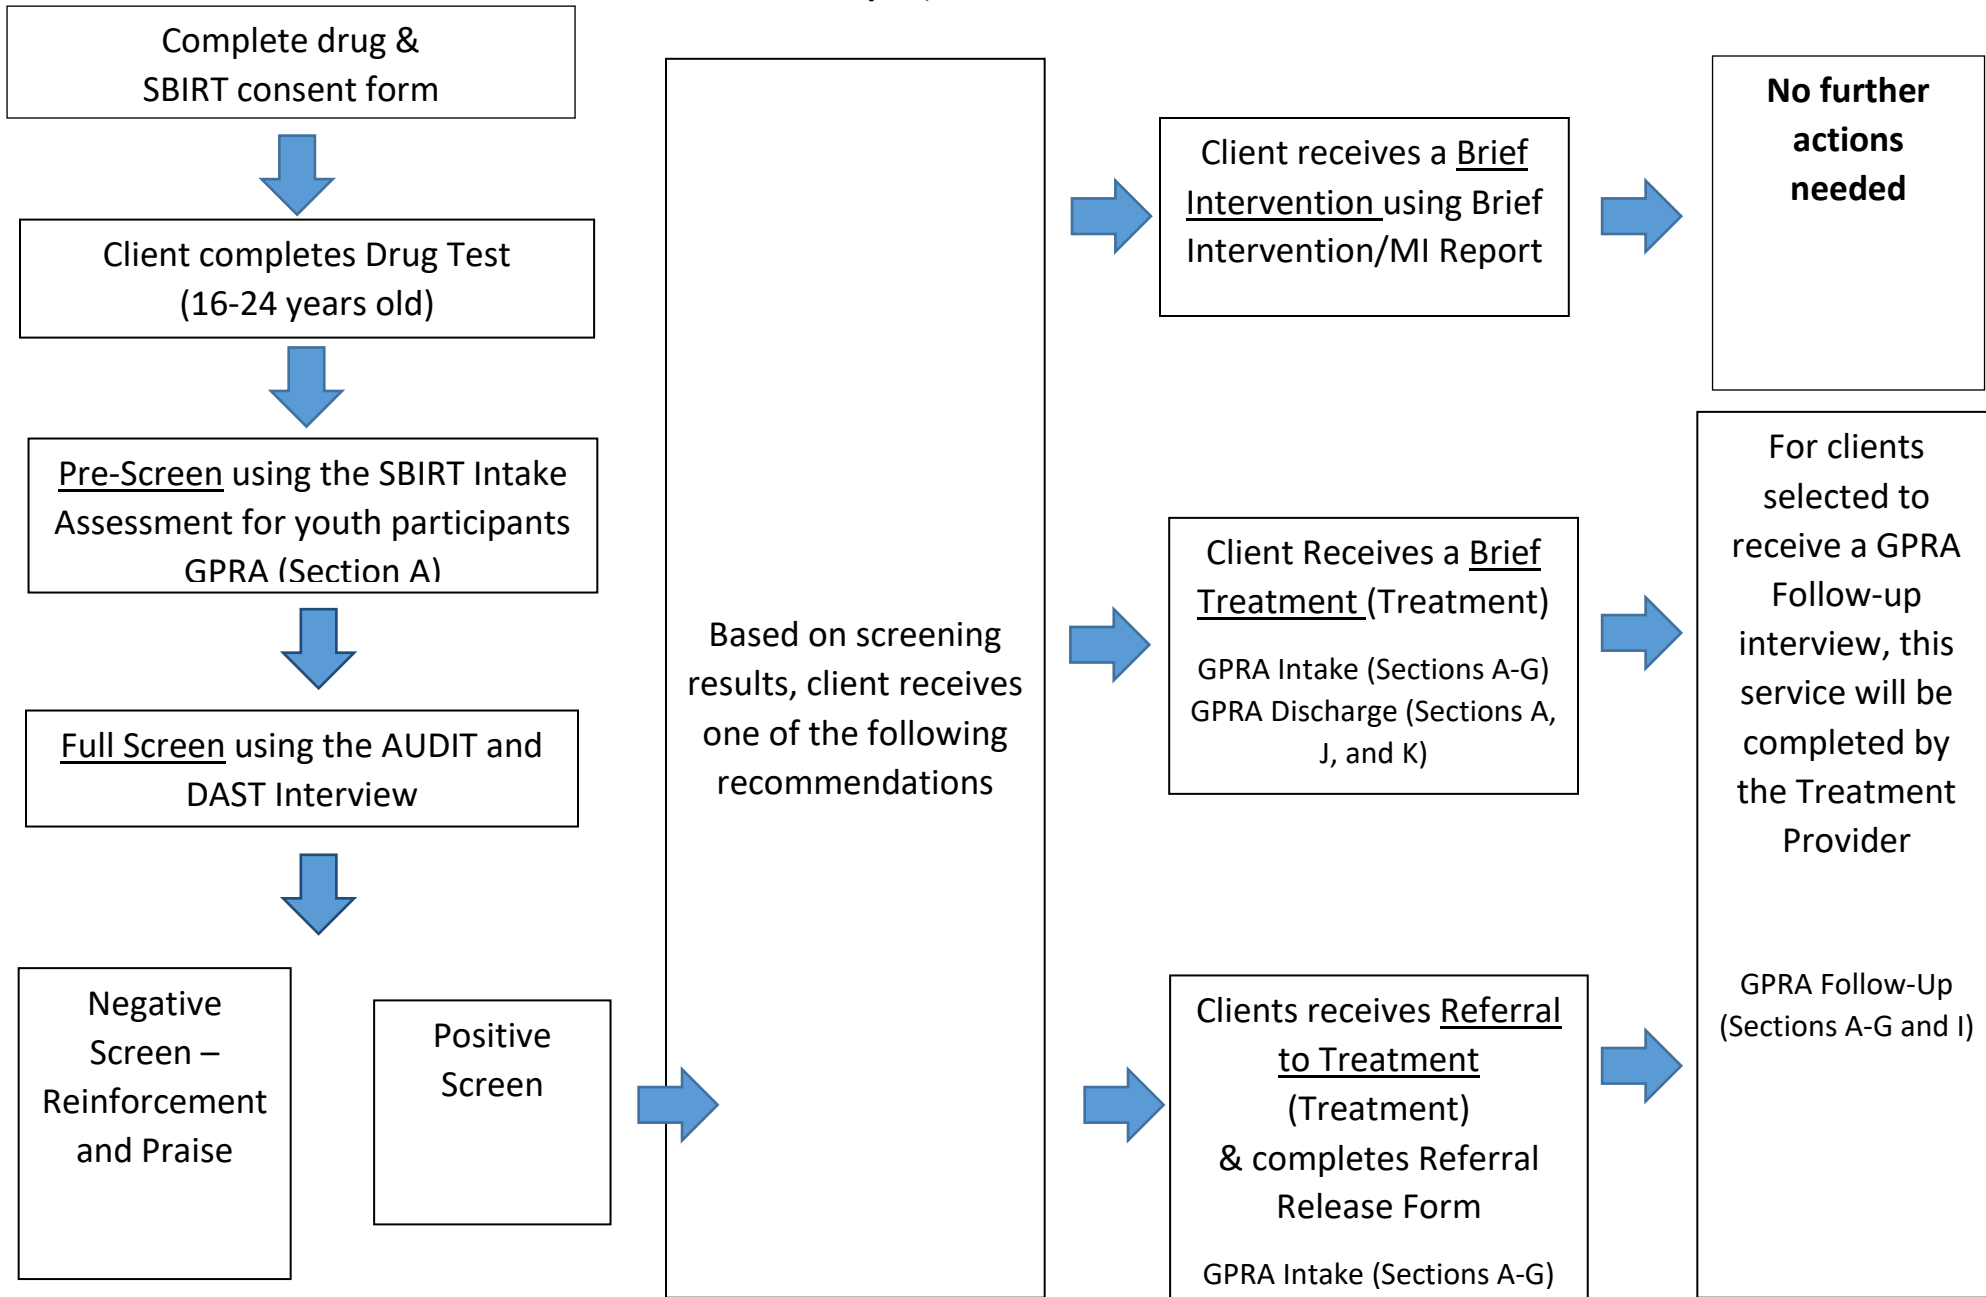 Complete drug &
SBIRT consent form
Client completes Drug Test
(16-24 years old)
Pre-Screen using the SBIRT Intake
Assessment for youth participants
GPRA (Section A)
Full Screen using the AUDIT and
DAST Interview
Negative
Screen –
Reinforcement
and Praise
Positive
Screen
Based on screening
results, client receives
one of the following
recommendations
Client receives a Brief
Intervention using Brief
Intervention/MI Report
No further
actions
needed
Client Receives a Brief
Treatment (Treatment)
GPRA Intake (Sections A-G)
GPRA Discharge (Sections A,
J, and K)
Clients receives Referral
to Treatment
(Treatment)
& completes Referral
Release Form
GPRA Intake (Sections A-G)
For clients
selected to
receive a GPRA
Follow-up
interview, this
service will be
completed by
the Treatment
Provider
GPRA Follow-Up
(Sections A-G and I)